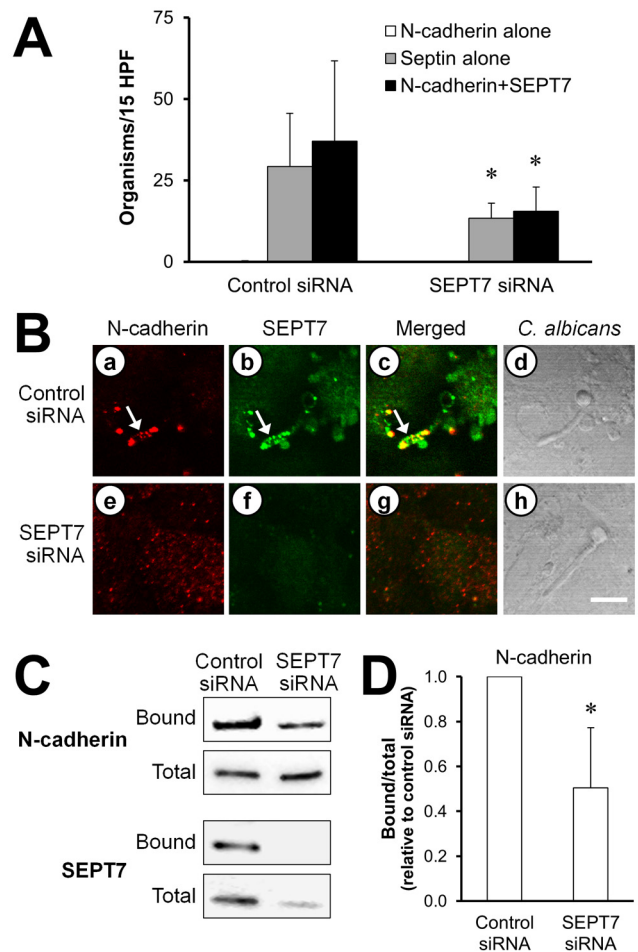 A
Organisms/15 HPF
75
50
25
0
N-cadherin alone
Septin alone
N-cadherin+SEPT7
*
*
Control siRNA
SEPT7 siRNA
B
N-cadherin
SEPT7
Merged
C. albicans
Control
siRNA
a
b
c
d
SEPT7
siRNA
e
f
g
h
C
Control
siRNA
SEPT7
siRNA
N-cadherin
Bound
Total
SEPT7
Bound
Total
D
N-cadherin
Bound/total
(relative to control siRNA)
1.0
0.8
0.6
0.4
0.2
0.0
*
Control
siRNA
SEPT7
siRNA